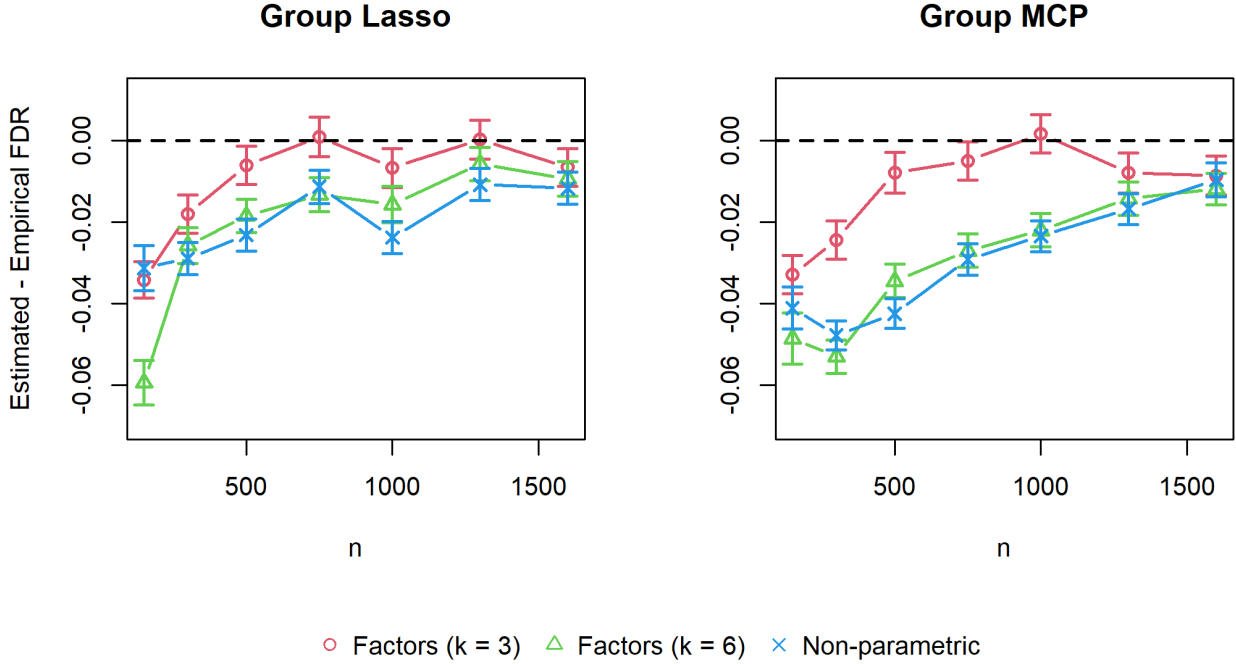 Group Lasso
Group MCP
Estimated - Empirical FDR
0.00
-0.02
-0.04
-0.06
500 1000 1500
n
0.00
-0.02
-0.04
-0.06
500 1000 1500
n
Factors (k = 3) Factors (k = 6) Non-parametric